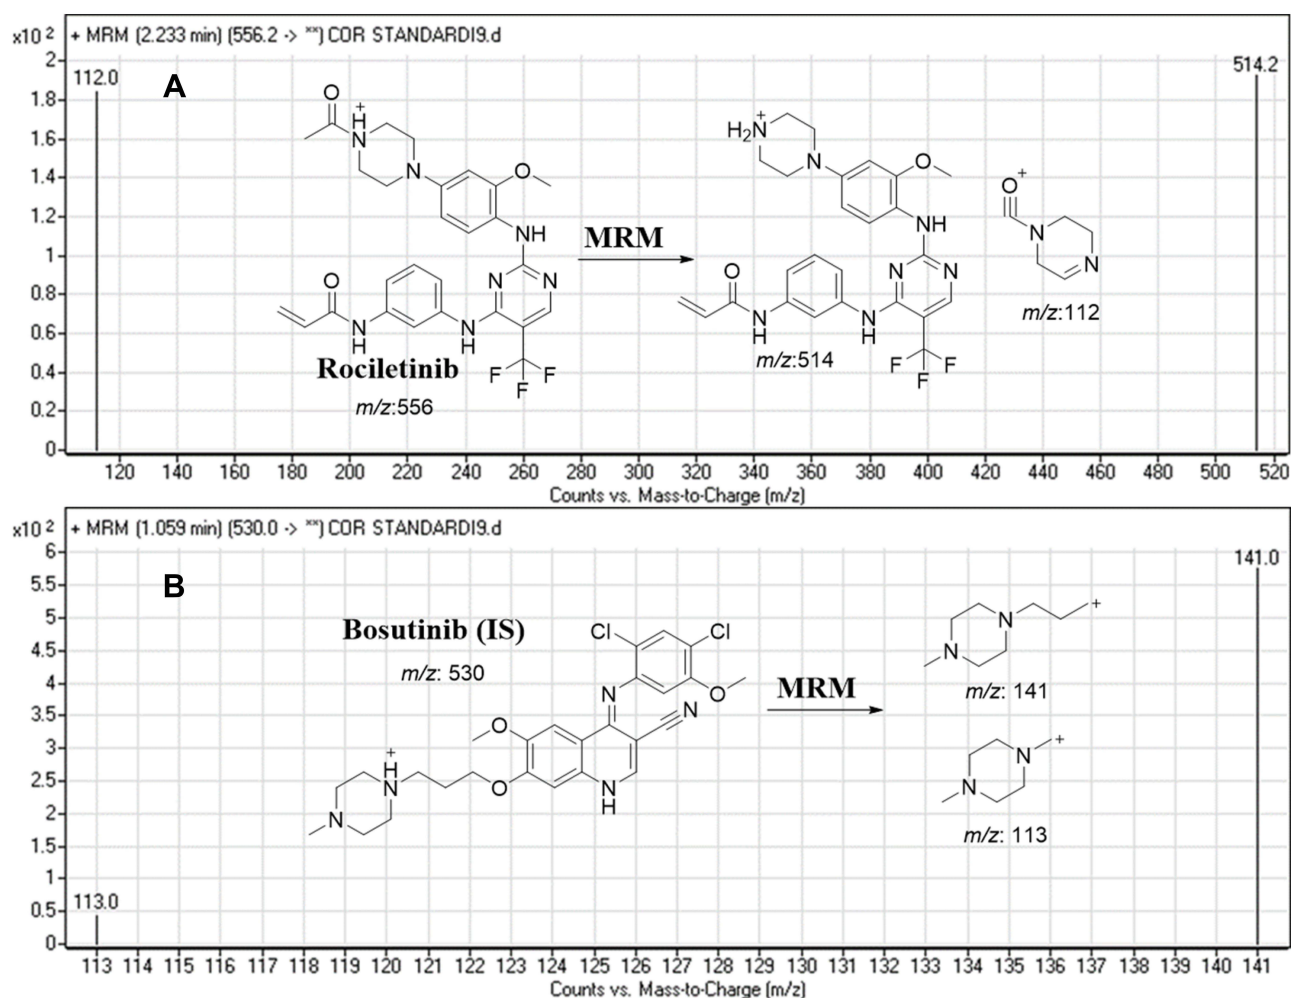 x10 2 + MRM (2.233 min) (556.2 -> **) COR STANDARDI9.d
2
1.8
1.6
1.4
1.2
1
0.8
0.6
0.4
0.2
0
112.0
514.2
A
O
+
H
N
N
O
NH
N
N
O
N
H
N
H
F
F
F
Rociletinib
m/z:556
MRM
+
H2N
N
O
NH
N
N
O
N
H
N
H
F
F
F
m/z:514
+
O
N
N
m/z:112
120 140 160 180 200 220 240 260 280 300 320 340 360 380 400 420 440 460 480 500 520
Counts vs. Mass-to-Charge (m/z)
x10 2 + MRM (1.059 min) (530.0 -> **) COR STANDARDI9.d
6
5.5
5
4.5
4
3.5
3
2.5
2
1.5
1
0.5
0
113.0
141.0
B
Bosutinib (IS)
m/z: 530
Cl
Cl
N
O
N
O
+
H
N
O
N
N
H
MRM
N
+
N
m/z: 141
N
+
N
m/z: 113
113 114 115 116 117 118 119 120 121 122 123 124 125 126 127 128 129 130 131 132 133 134 135 136 137 138 139 140 141
Counts vs. Mass-to-Charge (m/z)